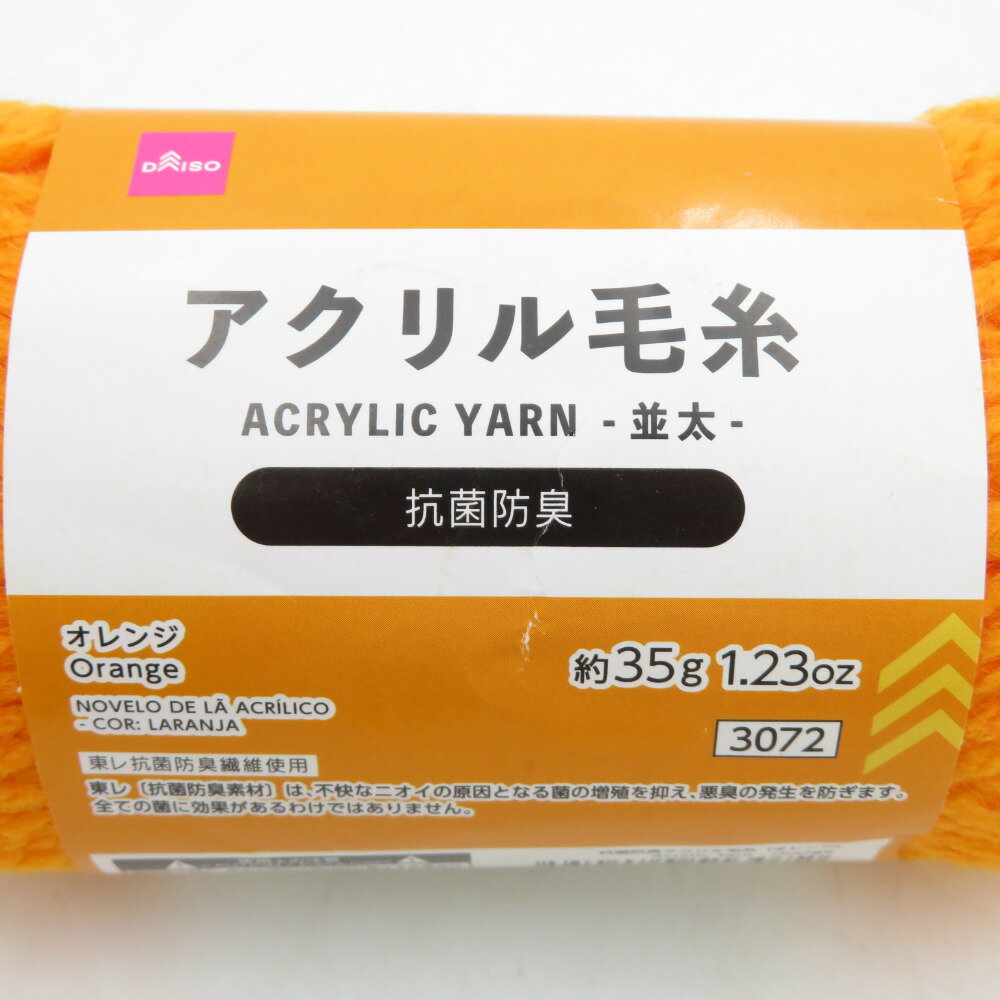 DAISO
アクリル毛糸
ACRYLIC YARN - 並太 -
抗菌防臭
オレンジ
Orange
約35g 1.23oz
NOVELO DE LÃ ACRÍLICO
- COR: LARANJA
3072
東レ抗菌防臭繊維使用
東レ〔抗菌防臭素材〕は、不快なニオイの原因となる菌の増殖を抑え、悪臭の発生を防ぎます。
全ての菌に効果があるわけではありません。